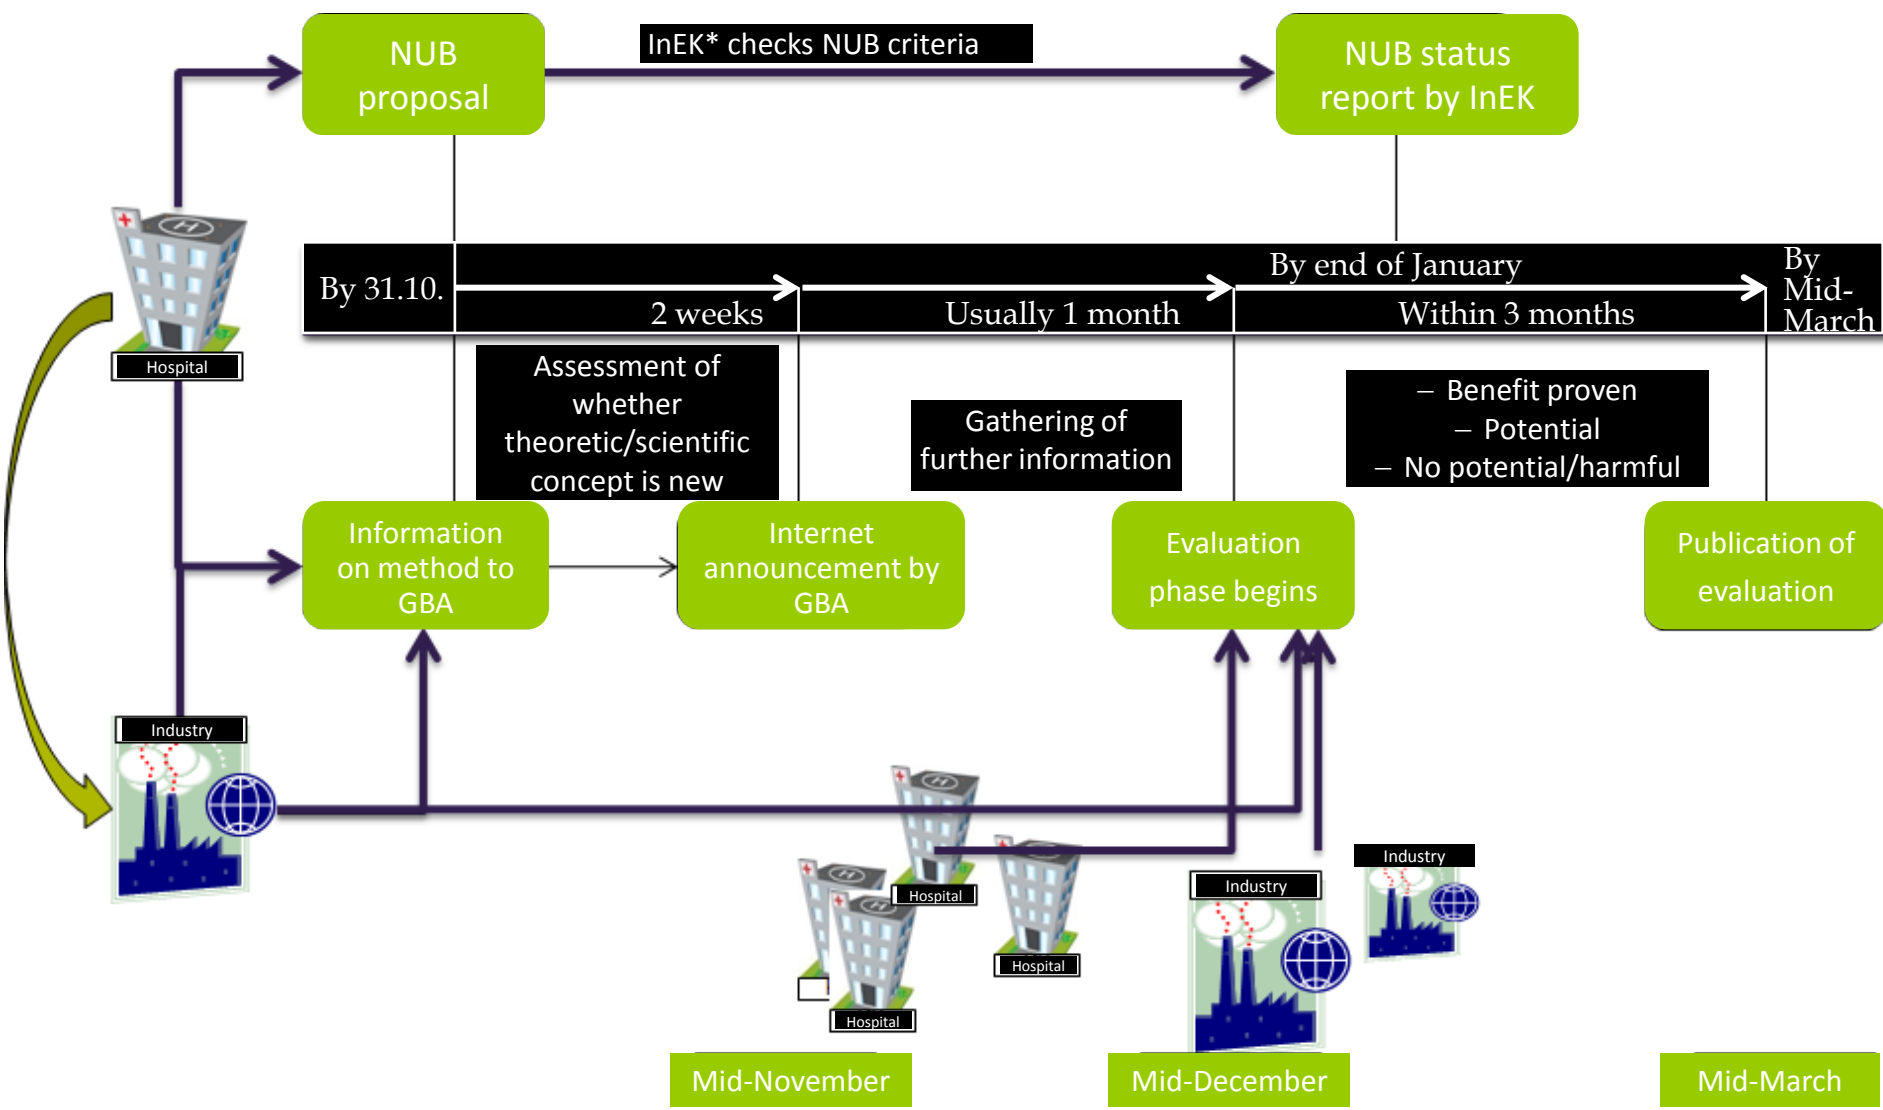 NUB
proposal
InEK* checks NUB criteria
NUB status
report by InEK
By 31.10.
2 weeks
Usually 1 month
By end of January
Within 3 months
By
Mid-
March
Hospital
Assessment of
whether
theoretic/scientific
concept is new
Gathering of
further information
– Benefit proven
– Potential
– No potential/harmful
Information
on method to
GBA
Internet
announcement by
GBA
Evaluation
phase begins
Publication of
evaluation
Industry
Hospital
Hospital
Hospital
Industry
Industry
Mid-November
Mid-December
Mid-March